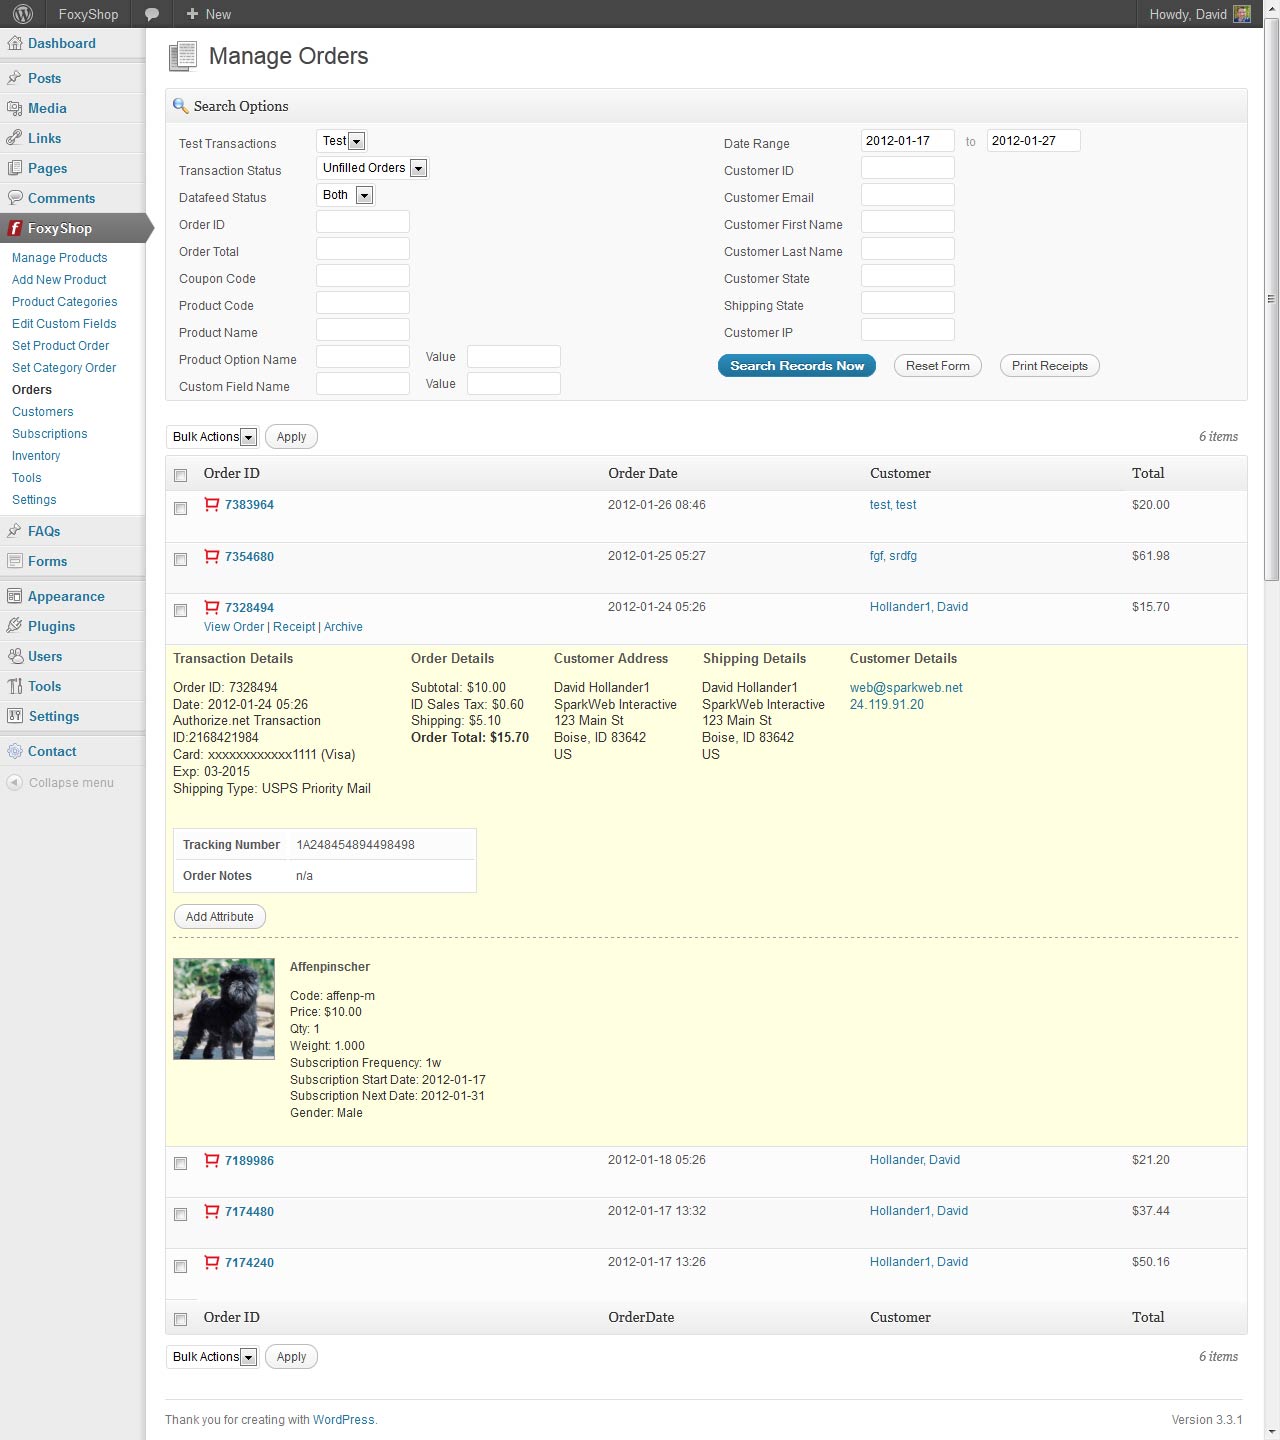 FoxyShop
New
Howdy, David
Dashboard
Posts
Media
Links
Pages
Comments
FoxyShop
Manage Products
Add New Product
Product Categories
Edit Custom Fields
Set Product Order
Set Category Order
Orders
Customers
Subscriptions
Inventory
Tools
Settings
FAQs
Forms
Appearance
Plugins
Users
Tools
Settings
Contact
Collapse menu
Manage Orders
Search Options
Test Transactions Test
Transaction Status Unfilled Orders
Datafeed Status Both
Order ID
Order Total
Coupon Code
Product Code
Product Name
Product Option Name Value
Custom Field Name Value
Date Range 2012-01-17 to 2012-01-27
Customer ID
Customer Email
Customer First Name
Customer Last Name
Customer State
Shipping State
Customer IP
Search Records Now Reset Form Print Receipts
Bulk Actions Apply 6 items
Order ID Order Date Customer Total
7383964 2012-01-26 08:46 test, test $20.00
7354680 2012-01-25 05:27 fgf, srdfg $61.98
7328494 2012-01-24 05:26 Hollander1, David $15.70
View Order | Receipt | Archive
Transaction Details
Order ID: 7328494
Date: 2012-01-24 05:26
Authorize.net Transaction
ID:2168421984
Card: xxxxxxxxxxxx1111 (Visa)
Exp: 03-2015
Shipping Type: USPS Priority Mail
Order Details
Subtotal: $10.00
ID Sales Tax: $0.60
Shipping: $5.10
Order Total: $15.70
Customer Address
David Hollander1
SparkWeb Interactive
123 Main St
Boise, ID 83642
US
Shipping Details
David Hollander1
SparkWeb Interactive
123 Main St
Boise, ID 83642
US
Customer Details
web@sparkweb.net
24.119.91.20
Tracking Number 1A248454894498498
Order Notes n/a
Add Attribute
Affenpinscher
Code: affenp-m
Price: $10.00
Qty: 1
Weight: 1.000
Subscription Frequency: 1w
Subscription Start Date: 2012-01-17
Subscription Next Date: 2012-01-31
Gender: Male
7189986 2012-01-18 05:26 Hollander, David $21.20
7174480 2012-01-17 13:32 Hollander1, David $37.44
7174240 2012-01-17 13:26 Hollander1, David $50.16
Order ID OrderDate Customer Total
Bulk Actions Apply 6 items
Thank you for creating with WordPress. Version 3.3.1